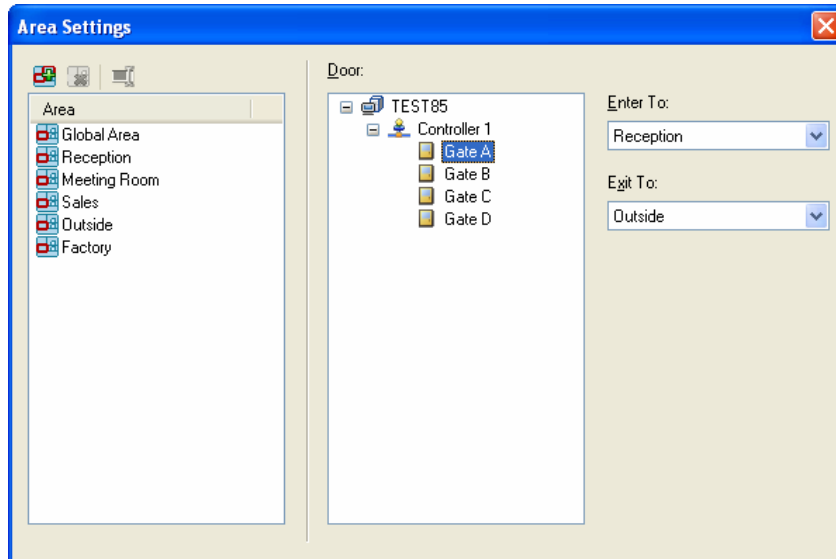 Area Settings
Area
Global Area
Reception
Meeting Room
Sales
Outside
Factory
Door:
TEST85
Controller 1
Gate A
Gate B
Gate C
Gate D
Enter To:
Reception
Exit To:
Outside